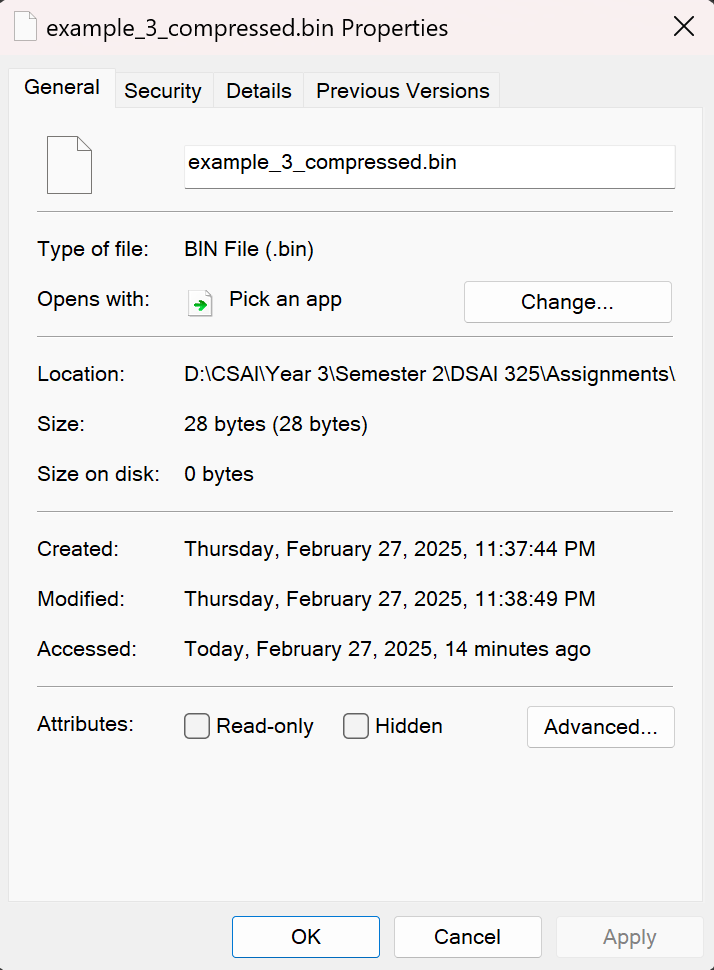 example_3_compressed.bin Properties
General Security Details Previous Versions
example_3_compressed.bin
Type of file: BIN File (.bin)
Opens with: Pick an app Change...
Location: D:\CSAI\Year 3\Semester 2\DSAI 325\Assignments\
Size: 28 bytes (28 bytes)
Size on disk: 0 bytes
Created: Thursday, February 27, 2025, 11:37:44 PM
Modified: Thursday, February 27, 2025, 11:38:49 PM
Accessed: Today, February 27, 2025, 14 minutes ago
Attributes: Read-only Hidden Advanced...
OK Cancel Apply